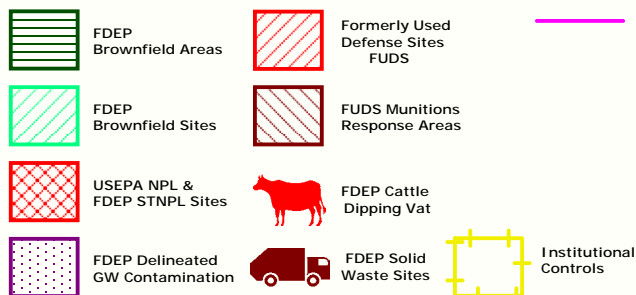 FDEP
Brownfield Areas
FDEP
Brownfield Sites
USEPA NPL &
FDEP STNPL Sites
FDEP Delineated
GW Contamination
Formerly Used
Defense Sites
FUDS
FUDS Munitions
Response Areas
FDEP Cattle
Dipping Vat
FDEP Solid
Waste Sites
Institutional
Controls